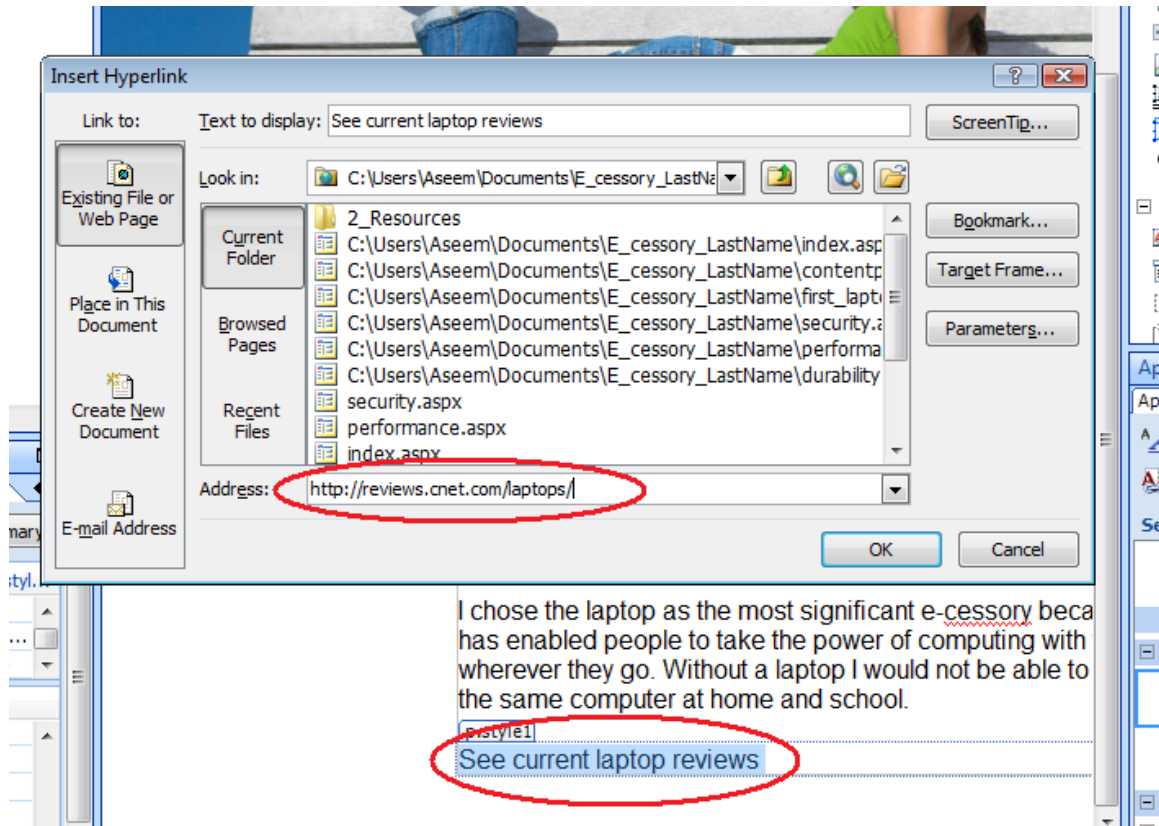 Insert Hyperlink
Link to:
Text to display: See current laptop reviews
ScreenTip...
Existing File or
Web Page
Look in: C:\Users\Aseem\Documents\E_cessory_LastNa
Current
Folder
2_Resources
Bookmark...
C:\Users\Aseem\Documents\E_cessory_LastName\index.asp
C:\Users\Aseem\Documents\E_cessory_LastName\contentp
Target Frame...
C:\Users\Aseem\Documents\E_cessory_LastName\first_lapt
Place in This
Document
Browsed
Pages
C:\Users\Aseem\Documents\E_cessory_LastName\security.a
Parameters...
C:\Users\Aseem\Documents\E_cessory_LastName\performa
C:\Users\Aseem\Documents\E_cessory_LastName\durability
Create New
Document
Recent
Files
security.aspx
performance.aspx
index.aspx
Address: http://reviews.cnet.com/laptops/
E-mail Address
OK
Cancel
I chose the laptop as the most significant e-cessory beca
has enabled people to take the power of computing with
wherever they go. Without a laptop I would not be able to
the same computer at home and school.
p.style1
See current laptop reviews